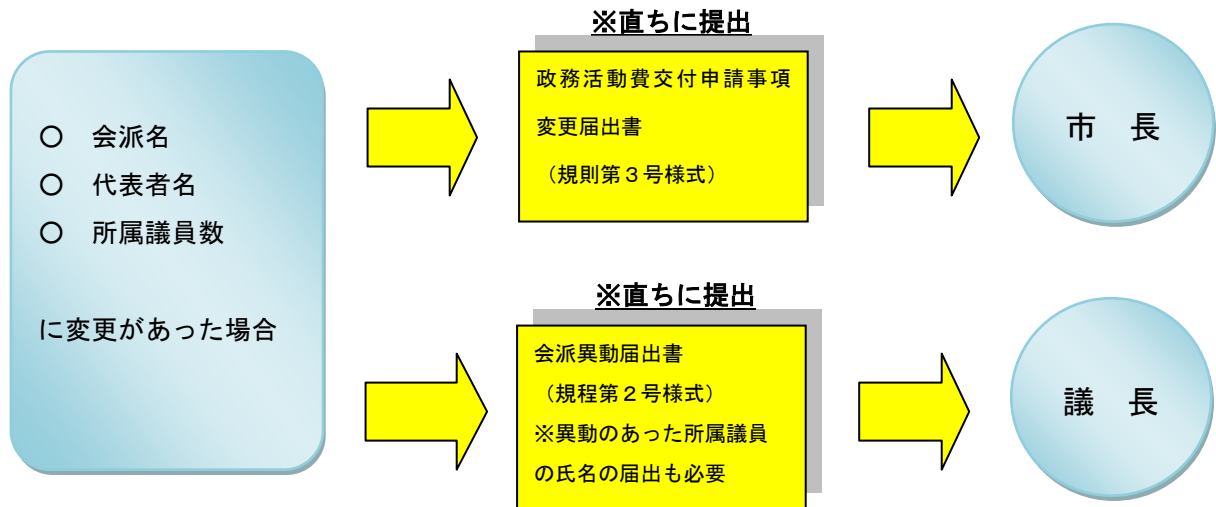 ○　会派名
○　代表者名
○　所属議員数
に変更があった場合
※直ちに提出
政務活動費交付申請事項
変更届出書
（規則第３号様式）
市　長
※直ちに提出
会派異動届出書
（規程第２号様式）
※異動のあった所属議員
の氏名の届出も必要
議　長